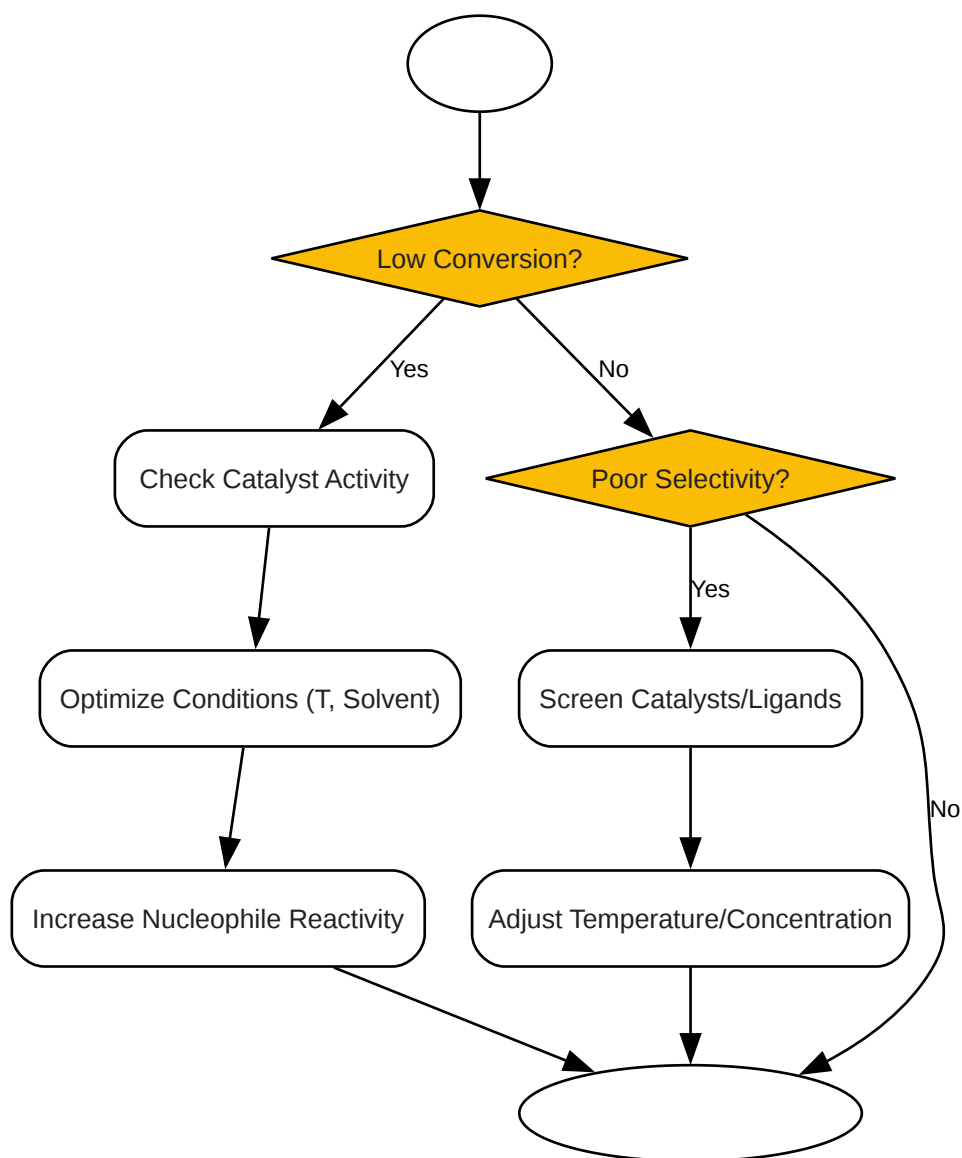 Low Conversion?
Yes
No
Check Catalyst Activity
Poor Selectivity?
Yes
Optimize Conditions (T, Solvent)
Screen Catalysts/Ligands
No
Increase Nucleophile Reactivity
Adjust Temperature/Concentration